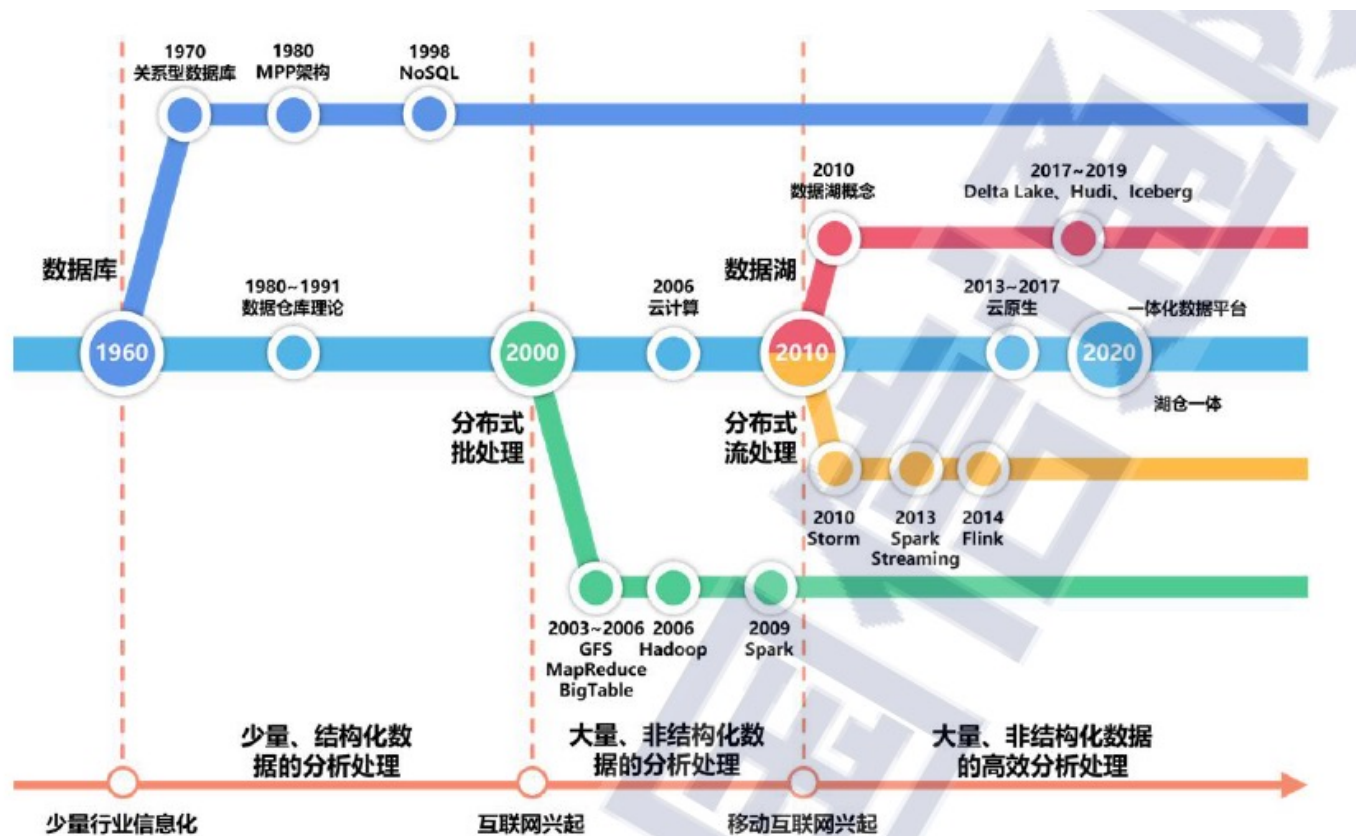 1970
关系型数据库
1980
MPP架构
1998
NoSQL
2010
数据湖概念
2017~2019
Delta Lake、Hudi、Iceberg
数据库
1980~1991
数据仓库理论
2006
云计算
数据湖
2013~2017
云原生
一体化数据平台
1960
2000
2010
2020
湖仓一体
分布式
批处理
分布式
流处理
2010
Storm
2013
Spark
Streaming
2014
Flink
2003~2006
GFS
MapReduce
BigTable
2006
Hadoop
2009
Spark
少量、结构化数
据的分析处理
大量、非结构化数
据的分析处理
大量、非结构化数据
的高效分析处理
少量行业信息化
互联网兴起
移动互联网兴起